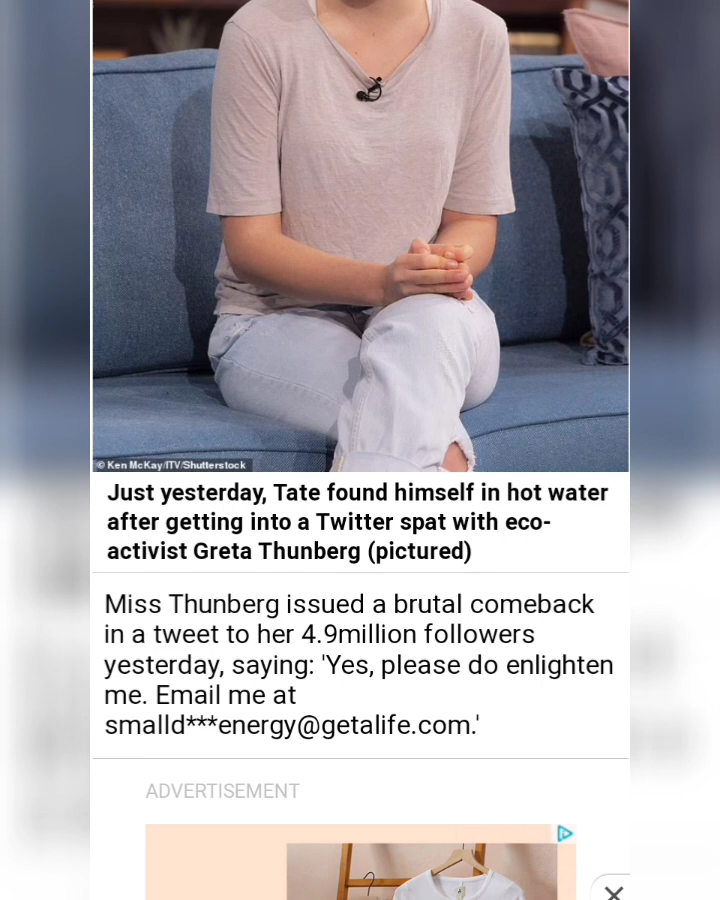 © Ken McKay/ITV/Shutterstock
Just yesterday, Tate found himself in hot water
after getting into a Twitter spat with eco-
activist Greta Thunberg (pictured)
Miss Thunberg issued a brutal comeback
in a tweet to her 4.9million followers
yesterday, saying: 'Yes, please do enlighten
me. Email me at
smalld***energy@getalife.com.'
ADVERTISEMENT